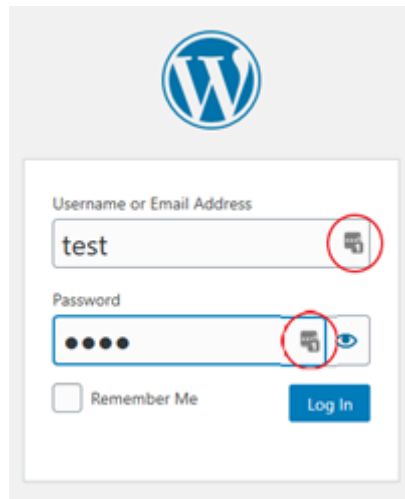 Username or Email Address
test
Password
••••
Remember Me
Log In